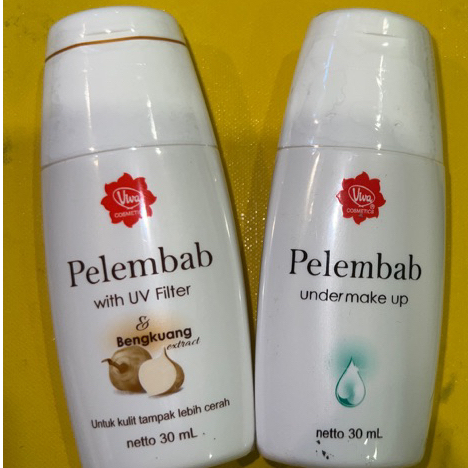 Viva
COSMETICS
Pelembab
with UV Filter
&
Bengkuang
extract
Untuk kulit tampak lebih cerah
netto 30 mL
Viva
COSMETICS
Pelembab
under make up
netto 30 mL